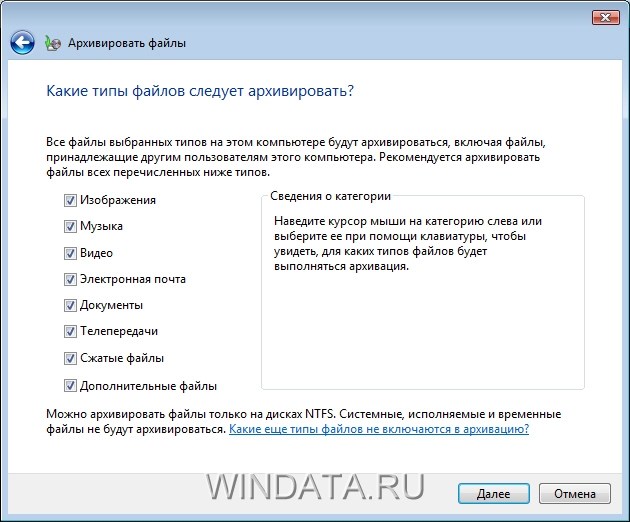 Архивировать файлы
Какие типы файлов следует архивировать?
Все файлы выбранных типов на этом компьютере будут архивироваться, включая файлы,
принадлежащие другим пользователям этого компьютера. Рекомендуется архивировать
файлы всех перечисленных ниже типов.
Изображения
Музыка
Видео
Электронная почта
Документы
Телепередачи
Сжатые файлы
Дополнительные файлы
Сведения о категории
Наведите курсор мыши на категорию слева или
выберите ее при помощи клавиатуры, чтобы
увидеть, для каких типов файлов будет
выполняться архивация.
Можно архивировать файлы только на дисках NTFS. Системные, исполняемые и временные
файлы не будут архивироваться. Какие еще типы файлов не включаются в архивацию?
WINDATA.RU
Далее
Отмена